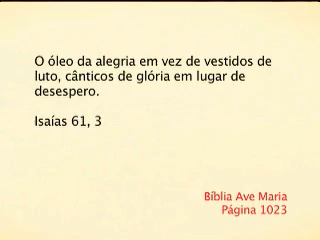 O óleo da alegria em vez de vestidos de
luto, cânticos de glória em lugar de
desespero.
Isaías 61, 3
Bíblia Ave Maria
Página 1023